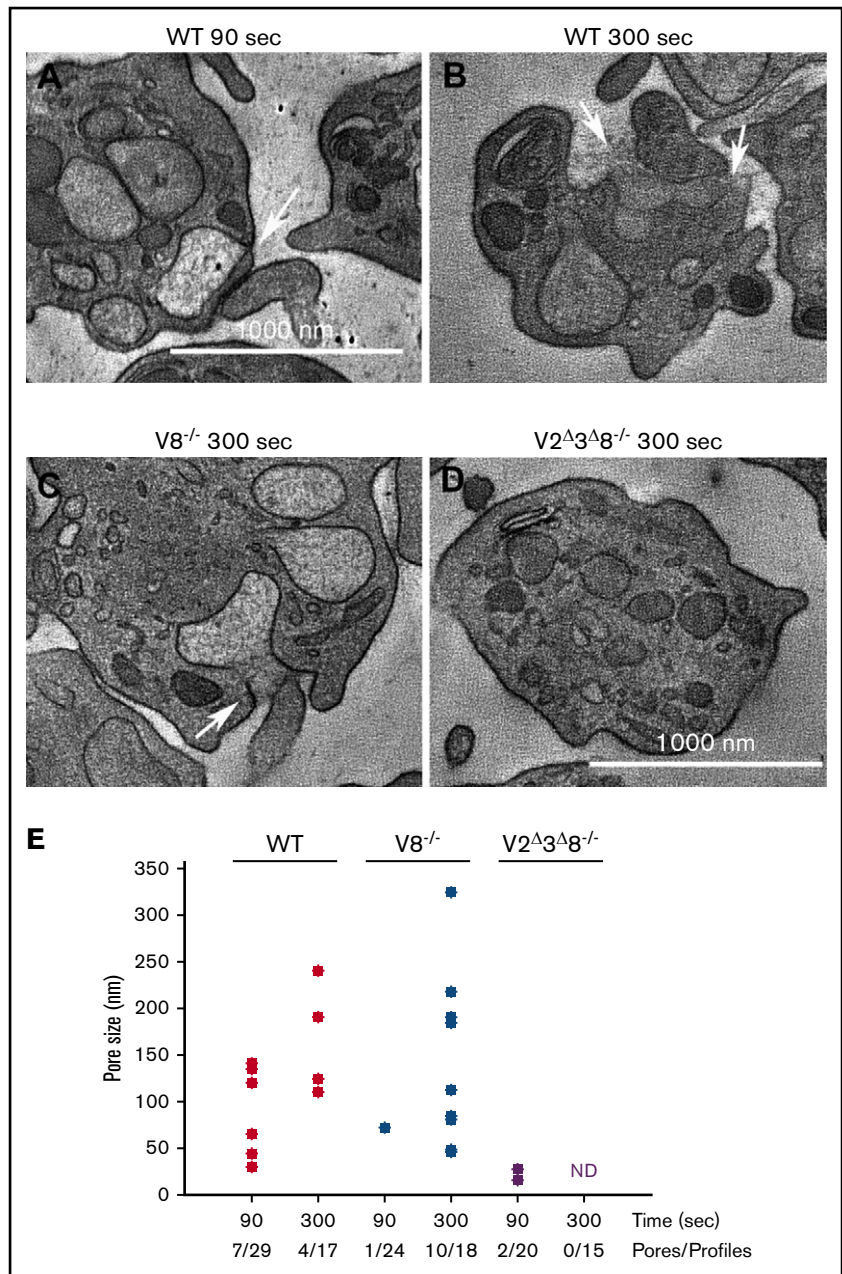 WT 90 sec
WT 300 sec
A
B
1000 nm
V8-/- 300 sec
V2Δ3Δ8-/- 300 sec
C
D
1000 nm
E
WT
V8-/-
V2Δ3Δ8-/-
350
300
250
200
150
100
50
0
Pore size (nm)
ND
90 300 90 300 90 300 Time (sec)
7/29 4/17 1/24 10/18 2/20 0/15 Pores/Profiles